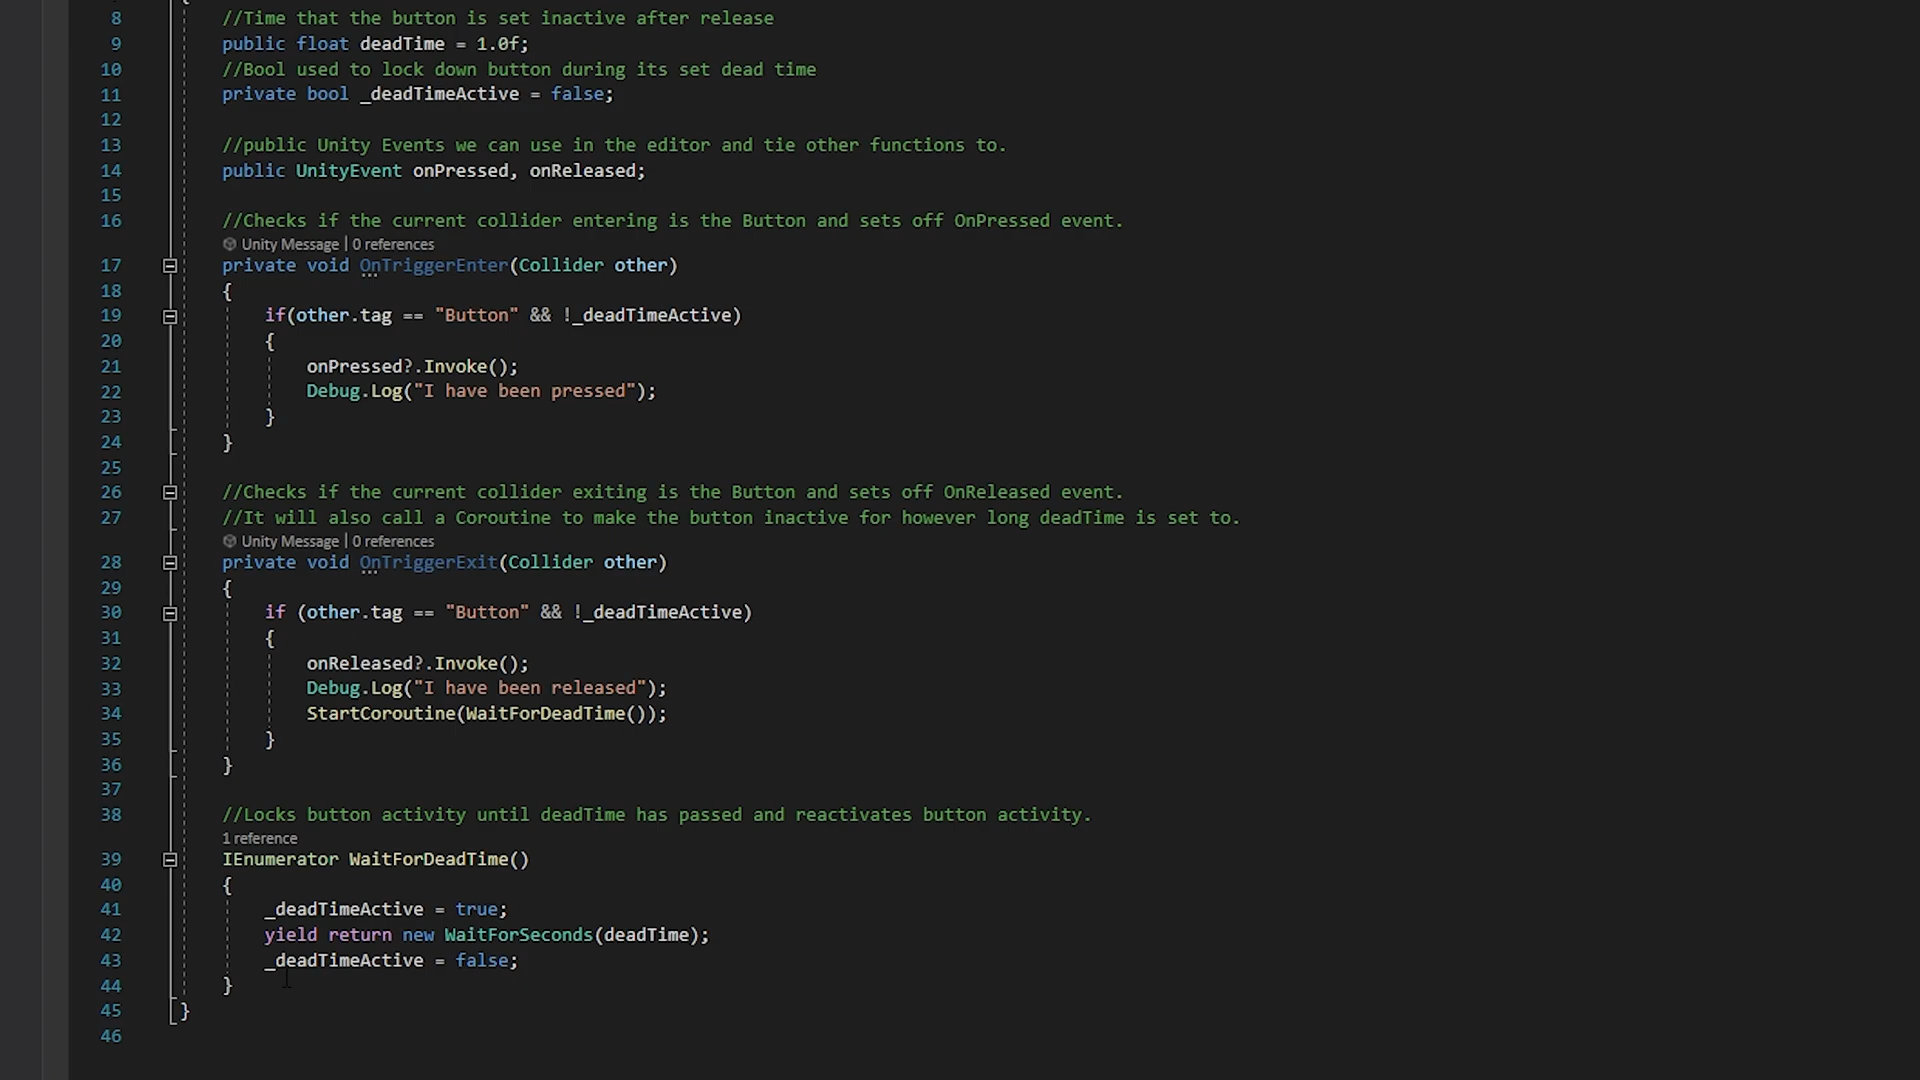 8 //Time that the button is set inactive after release
9 public float deadTime = 1.0f;
10 //Bool used to lock down button during its set dead time
11 private bool _deadTimeActive = false;
12
13 //public Unity Events we can use in the editor and tie other functions to.
14 public UnityEvent onPressed, onReleased;
15
16 //Checks if the current collider entering is the Button and sets off OnPressed event.
Unity Message | 0 references
17 private void OnTriggerEnter(Collider other)
18 {
19 if(other.tag == "Button" && !_deadTimeActive)
20 {
21 onPressed?.Invoke();
22 Debug.Log("I have been pressed");
23 }
24 }
25
26 //Checks if the current collider exiting is the Button and sets off OnReleased event.
27 //It will also call a Coroutine to make the button inactive for however long deadTime is set to.
Unity Message | 0 references
28 private void OnTriggerExit(Collider other)
29 {
30 if (other.tag == "Button" && !_deadTimeActive)
31 {
32 onReleased?.Invoke();
33 Debug.Log("I have been released");
34 StartCoroutine(WaitForDeadTime());
35 }
36 }
37
38 //Locks button activity until deadTime has passed and reactivates button activity.
1 reference
39 IEnumerator WaitForDeadTime()
40 {
41 _deadTimeActive = true;
42 yield return new WaitForSeconds(deadTime);
43 _deadTimeActive = false;
44 }
45 }
46